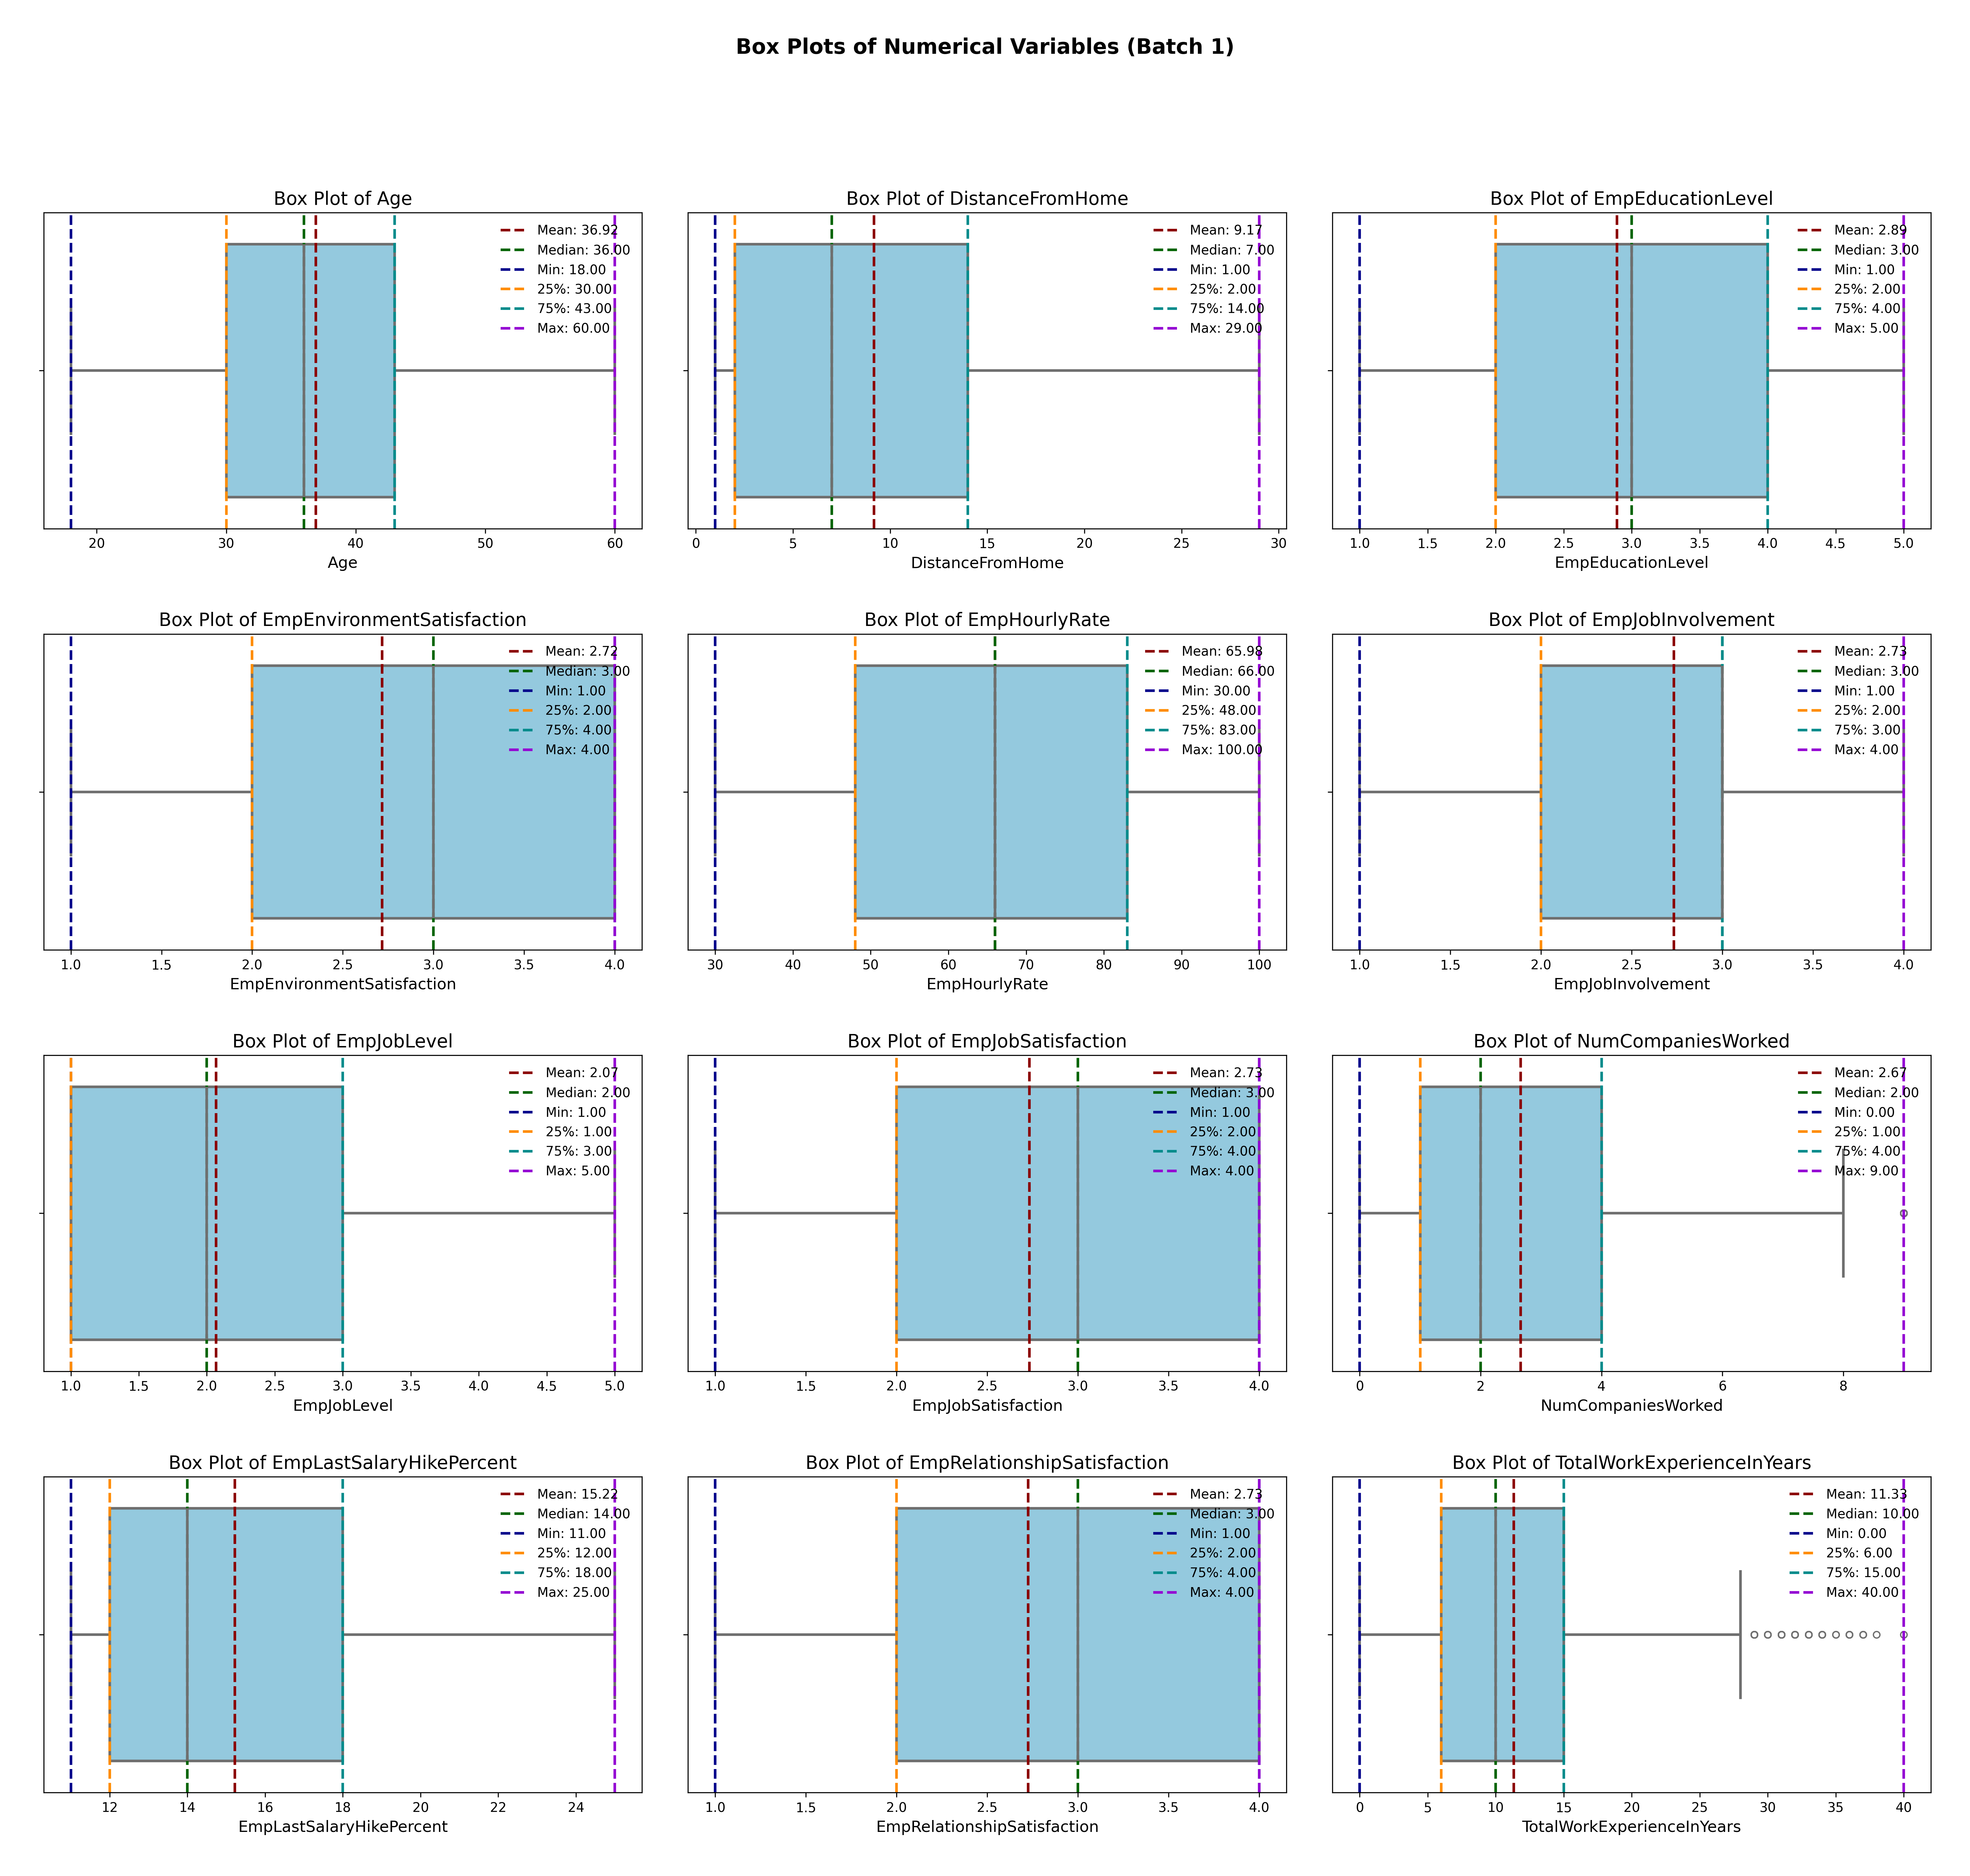 Box Plots of Numerical Variables (Batch 1)
Box Plot of Age
Mean: 36.92
Median: 36.00
Min: 18.00
25%: 30.00
75%: 43.00
Max: 60.00
20 30 40 50 60
Age
Box Plot of DistanceFromHome
Mean: 9.17
Median: 7.00
Min: 1.00
25%: 2.00
75%: 14.00
Max: 29.00
0 5 10 15 20 25 30
DistanceFromHome
Box Plot of EmpEducationLevel
Mean: 2.89
Median: 3.00
Min: 1.00
25%: 2.00
75%: 4.00
Max: 5.00
1.0 1.5 2.0 2.5 3.0 3.5 4.0 4.5 5.0
EmpEducationLevel
Box Plot of EmpEnvironmentSatisfaction
Mean: 2.72
Median: 3.00
Min: 1.00
25%: 2.00
75%: 4.00
Max: 4.00
1.0 1.5 2.0 2.5 3.0 3.5 4.0
EmpEnvironmentSatisfaction
Box Plot of EmpHourlyRate
Mean: 65.98
Median: 66.00
Min: 30.00
25%: 48.00
75%: 83.00
Max: 100.00
30 40 50 60 70 80 90 100
EmpHourlyRate
Box Plot of EmpJobInvolvement
Mean: 2.73
Median: 3.00
Min: 1.00
25%: 2.00
75%: 3.00
Max: 4.00
1.0 1.5 2.0 2.5 3.0 3.5 4.0
EmpJobInvolvement
Box Plot of EmpJobLevel
Mean: 2.07
Median: 2.00
Min: 1.00
25%: 1.00
75%: 3.00
Max: 5.00
1.0 1.5 2.0 2.5 3.0 3.5 4.0 4.5 5.0
EmpJobLevel
Box Plot of EmpJobSatisfaction
Mean: 2.73
Median: 3.00
Min: 1.00
25%: 2.00
75%: 4.00
Max: 4.00
1.0 1.5 2.0 2.5 3.0 3.5 4.0
EmpJobSatisfaction
Box Plot of NumCompaniesWorked
Mean: 2.67
Median: 2.00
Min: 0.00
25%: 1.00
75%: 4.00
Max: 9.00
0 2 4 6 8
NumCompaniesWorked
Box Plot of EmpLastSalaryHikePercent
Mean: 15.22
Median: 14.00
Min: 11.00
25%: 12.00
75%: 18.00
Max: 25.00
12 14 16 18 20 22 24
EmpLastSalaryHikePercent
Box Plot of EmpRelationshipSatisfaction
Mean: 2.73
Median: 3.00
Min: 1.00
25%: 2.00
75%: 4.00
Max: 4.00
1.0 1.5 2.0 2.5 3.0 3.5 4.0
EmpRelationshipSatisfaction
Box Plot of TotalWorkExperienceInYears
Mean: 11.33
Median: 10.00
Min: 0.00
25%: 6.00
75%: 15.00
Max: 40.00
0 5 10 15 20 25 30 35 40
TotalWorkExperienceInYears